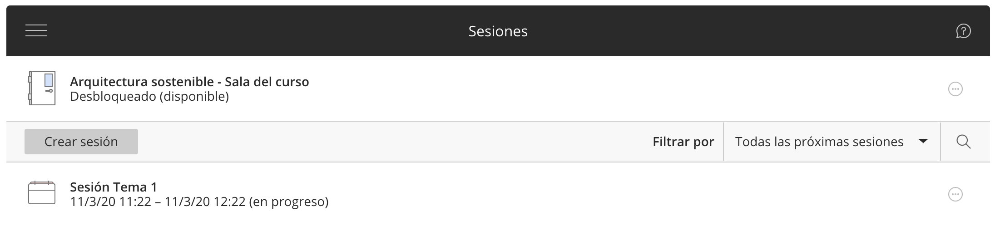 Sesiones
Arquitectura sostenible - Sala del curso
Desbloqueado (disponible)
Crear sesión
Filtrar por
Todas las próximas sesiones
Sesión Tema 1
11/3/20 11:22 – 11/3/20 12:22 (en progreso)